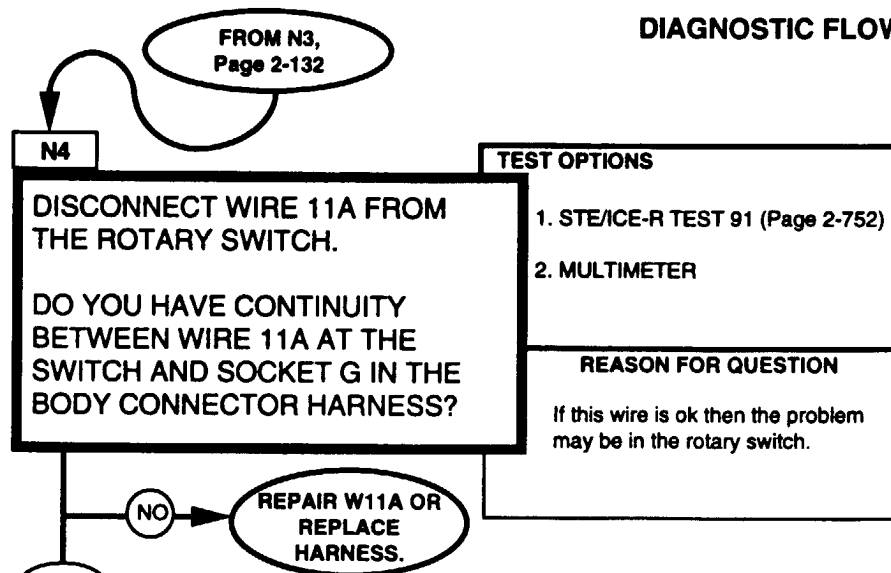 DIAGNOSTIC FLOW
FROM N3,
Page 2-132
N4
DISCONNECT WIRE 11A FROM
THE ROTARY SWITCH.
DO YOU HAVE CONTINUITY
BETWEEN WIRE 11A AT THE
SWITCH AND SOCKET G IN THE
BODY CONNECTOR HARNESS?
TEST OPTIONS
1. STE/ICE-R TEST 91 (Page 2-752)
2. MULTIMETER
REASON FOR QUESTION
If this wire is ok then the problem
may be in the rotary switch.
NO
REPAIR W11A OR
REPLACE
HARNESS.